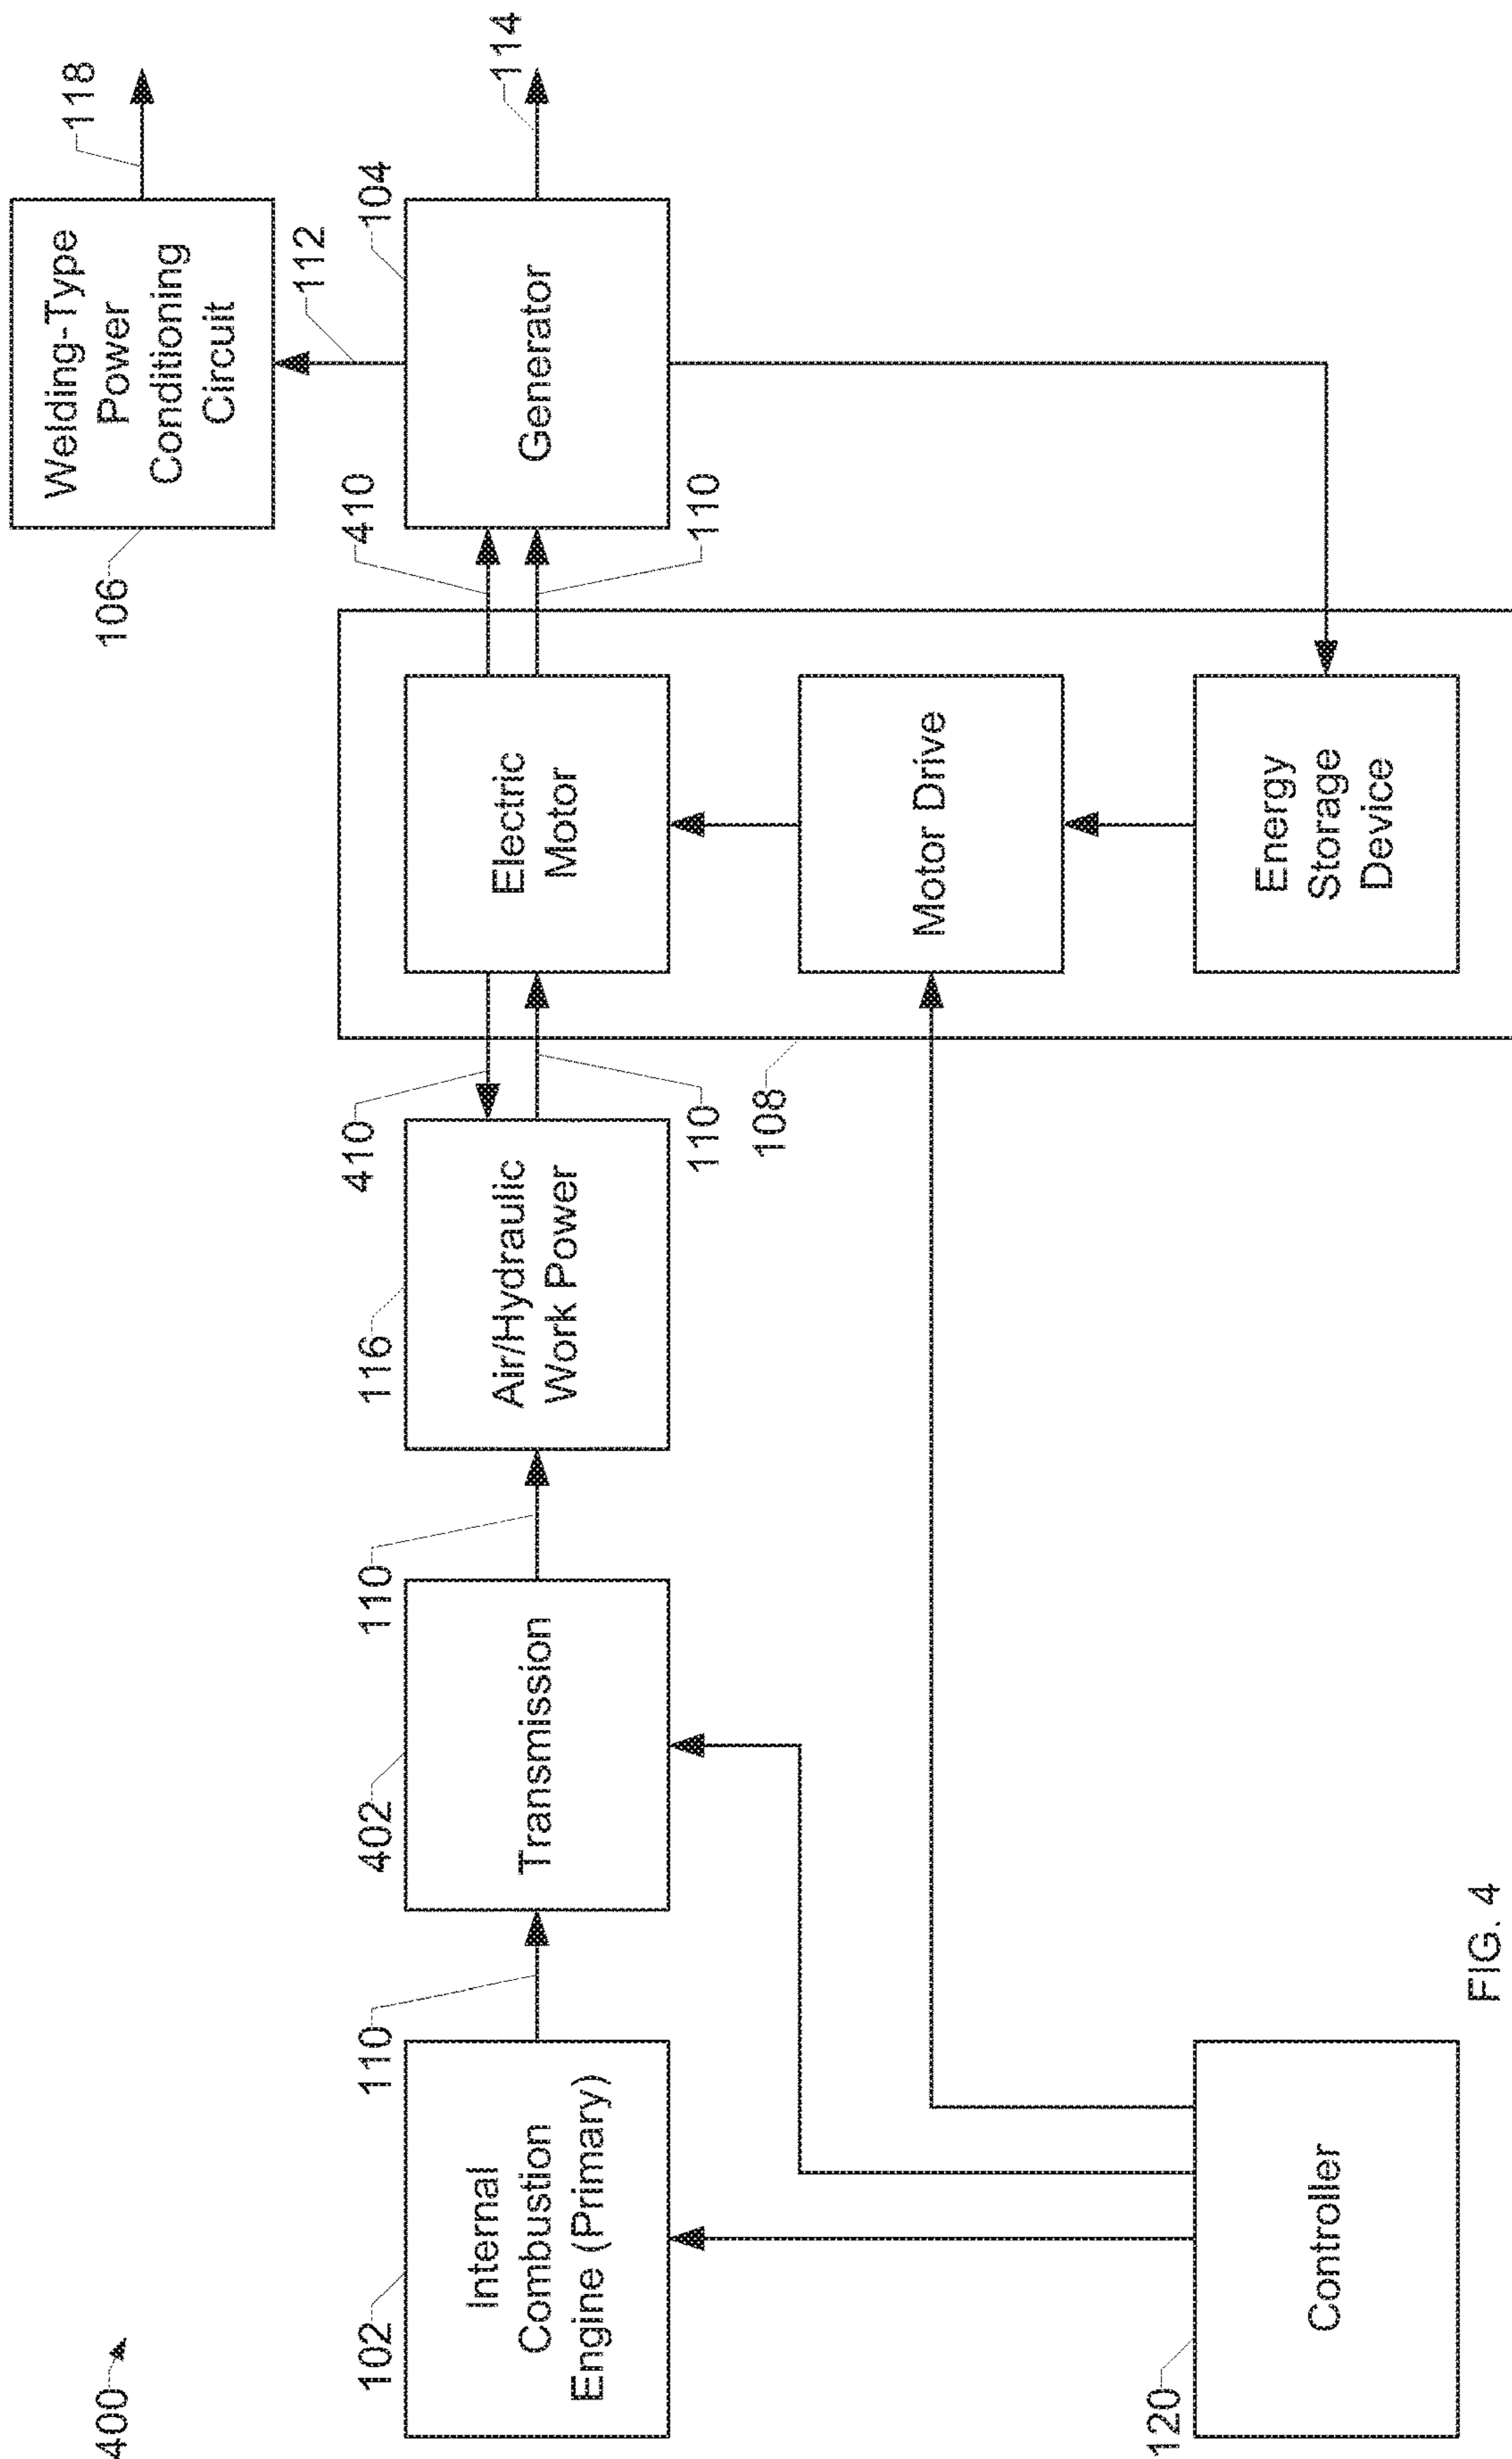 400
106
Welding-Type
Power
Conditioning
Circuit
118
112
102
Internal
Combustion
Engine (Primary)
110
402
Transmission
110
116
Air/Hydraulic
Work Power
410
110
Electric
Motor
410
110
104
Generator
114
108
Motor Drive
120
Controller
Energy
Storage
Device
FIG. 4